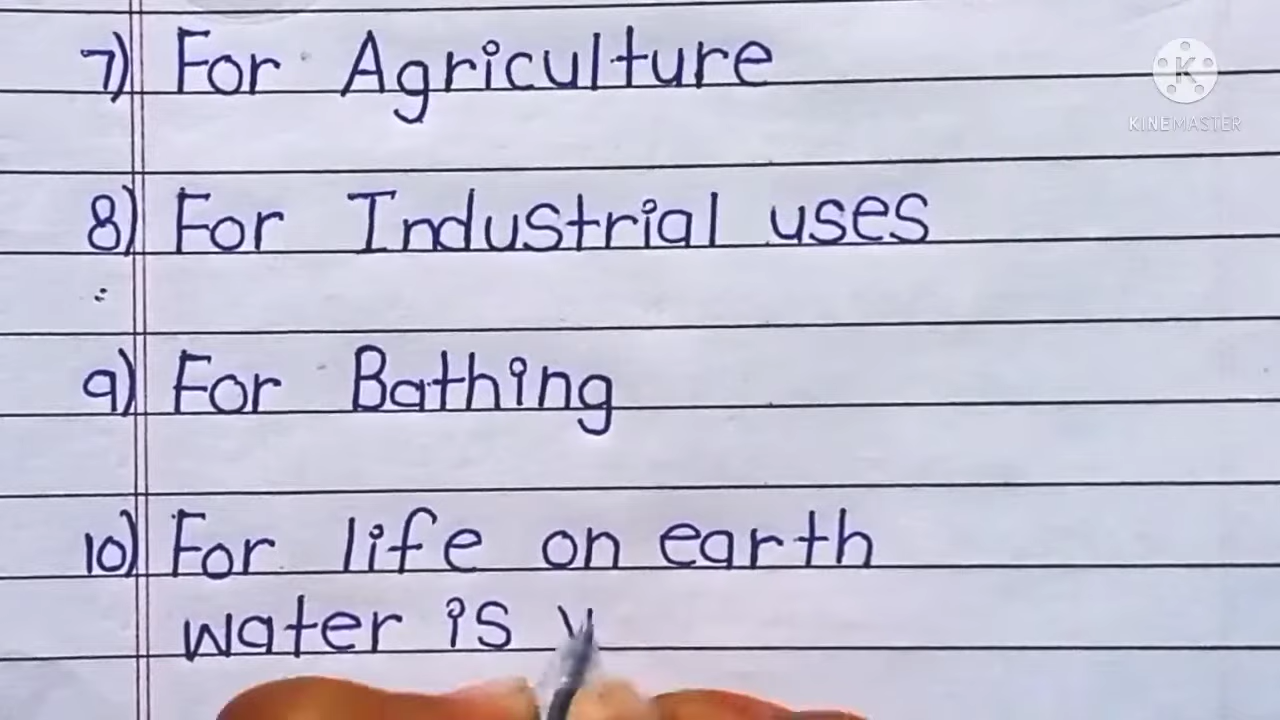 7) For Agriculture
K
KINEMASTER
8) For Industrial uses
9) For Bathing
10) For life on earth
water is